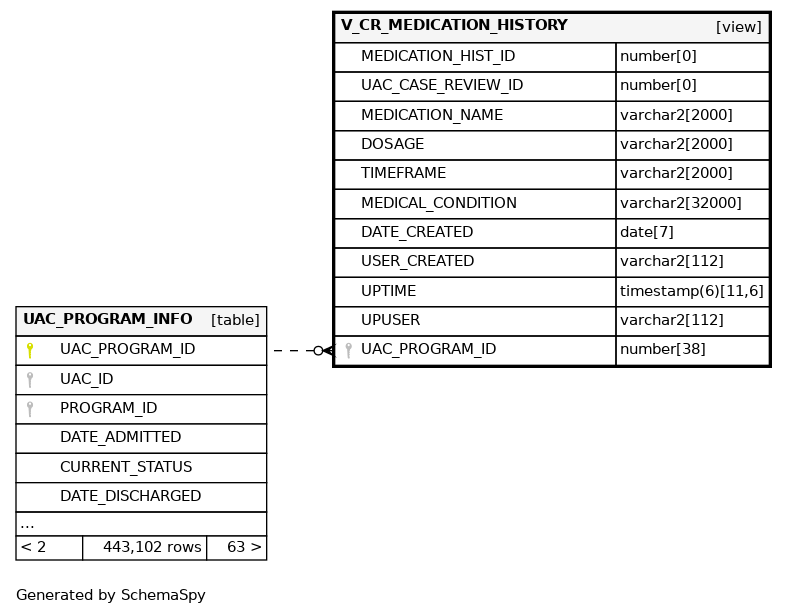 V_CR_MEDICATION_HISTORY [view]
MEDICATION_HIST_ID number[0]
UAC_CASE_REVIEW_ID number[0]
MEDICATION_NAME varchar2[2000]
DOSAGE varchar2[2000]
TIMEFRAME varchar2[2000]
MEDICAL_CONDITION varchar2[32000]
DATE_CREATED date[7]
USER_CREATED varchar2[112]
UPTIME timestamp(6)[11,6]
UPUSER varchar2[112]
UAC_PROGRAM_ID number[38]
UAC_PROGRAM_INFO [table]
UAC_PROGRAM_ID
UAC_ID
PROGRAM_ID
DATE_ADMITTED
CURRENT_STATUS
DATE_DISCHARGED
...
< 2 443,102 rows 63 >
Generated by SchemaSpy